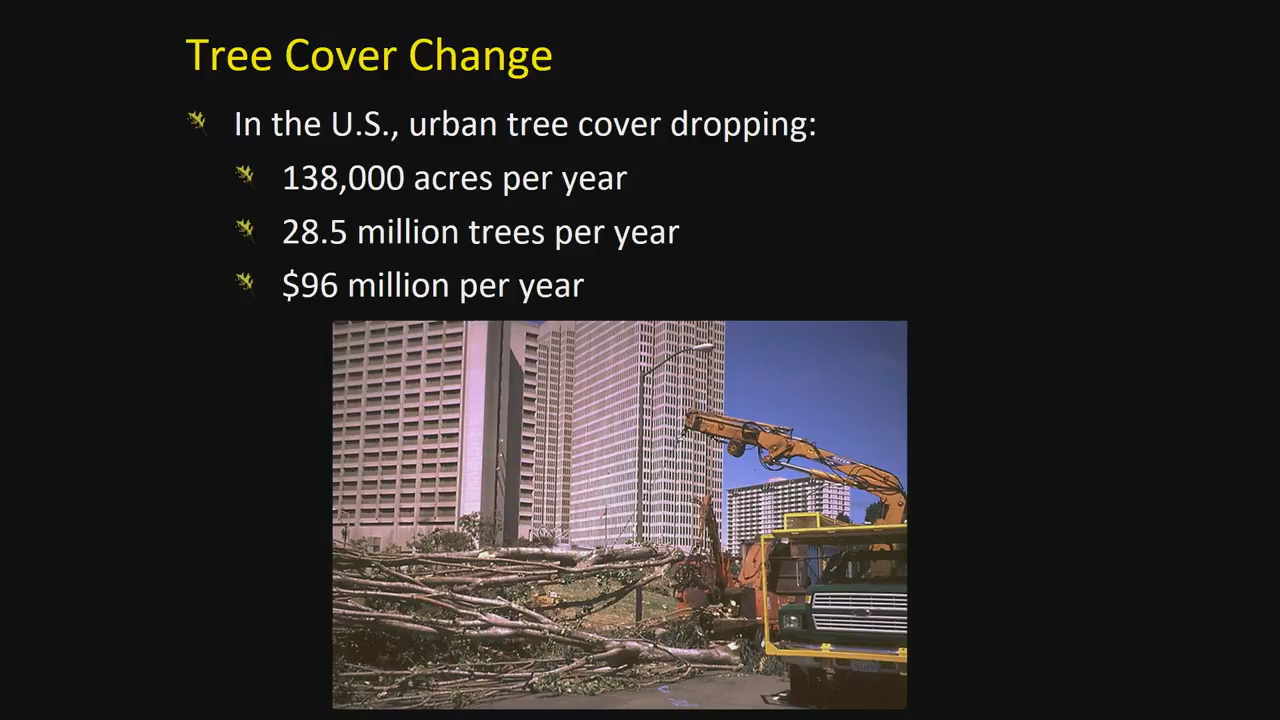 Tree Cover Change
In the U.S., urban tree cover dropping:
138,000 acres per year
28.5 million trees per year
$96 million per year